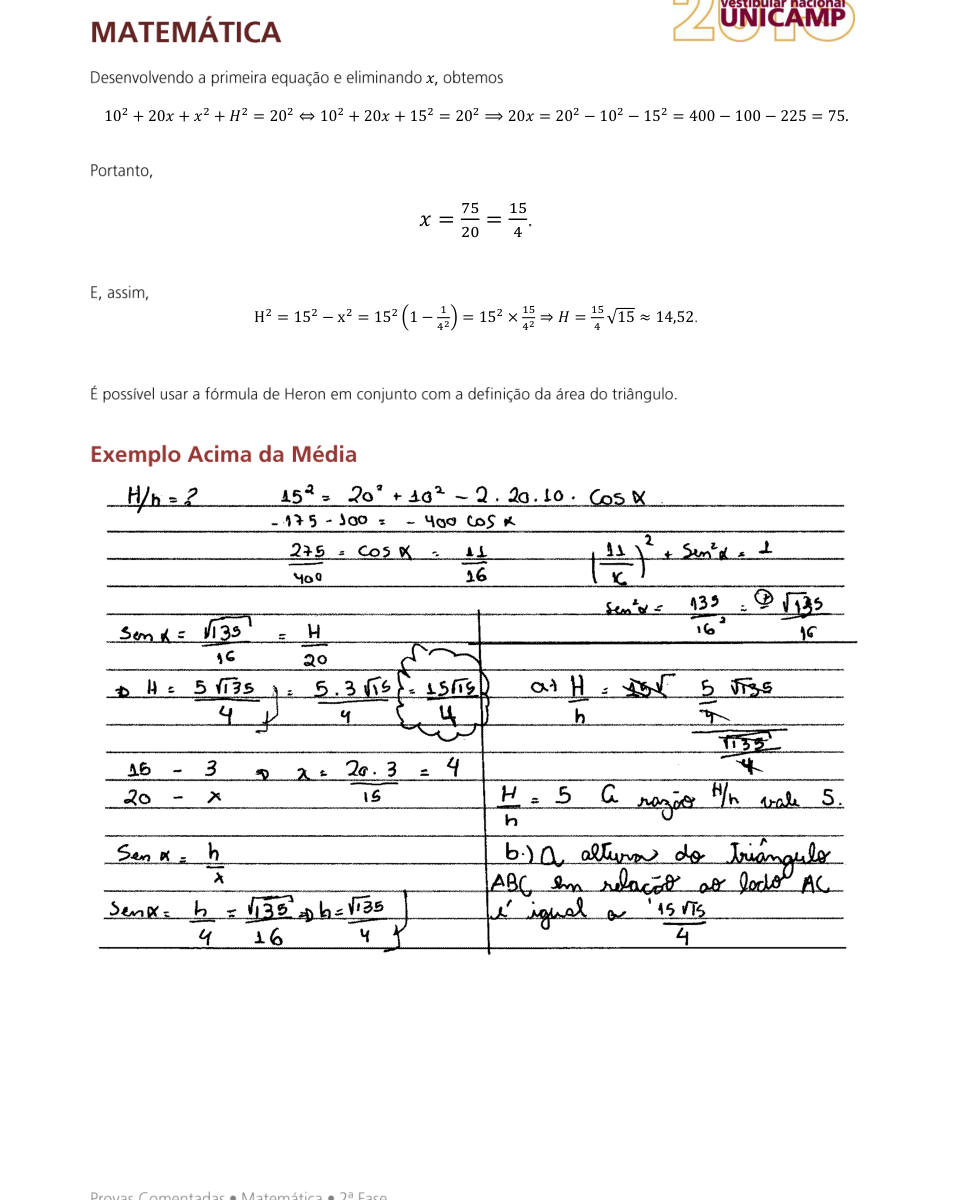 vestibular nacional
UNICAMP
MATEMÁTICA
Desenvolvendo a primeira equação e eliminando x, obtemos
10² + 20x + x² + H² = 20² ⇔ 10² + 20x + 15² = 20² ⟹ 20x = 20² − 10² − 15² = 400 − 100 − 225 = 75.
Portanto,
x = 75/20 = 15/4.
E, assim,
H² = 15² − x² = 15² (1 − 1/4²) = 15² × 15/4² ⇒ H = 15/4 √15 ≈ 14,52.
É possível usar a fórmula de Heron em conjunto com a definição da área do triângulo.
Exemplo Acima da Média
H/h = ?
15² = 20² + 10² − 2 . 20 . 10 . cos α
- 175 - 100 = - 400 cos α
275/400 = cos α = 11/16
(11/16)² + sen²α = 1
sen²α = 135/16² = √135/16
Sen α = √135/16 = H/20
⇒ H = 5√135/4 = 5.3√15/4 = 15√15/4
15 - 3 ⇒ x = 20.3/15 = 4
20 - x
Sen α = h/x
Sen α = h/4 = √135/16 ⇒ h = √135/4
a) H/h = 5√135/4 / √135/4
H/h = 5 A razão H/h vale 5.
b.) A altura do triângulo
ABC em relação ao lado AC
é igual a 15√15/4
Provas Comentadas • Matemática • 2ª Fase